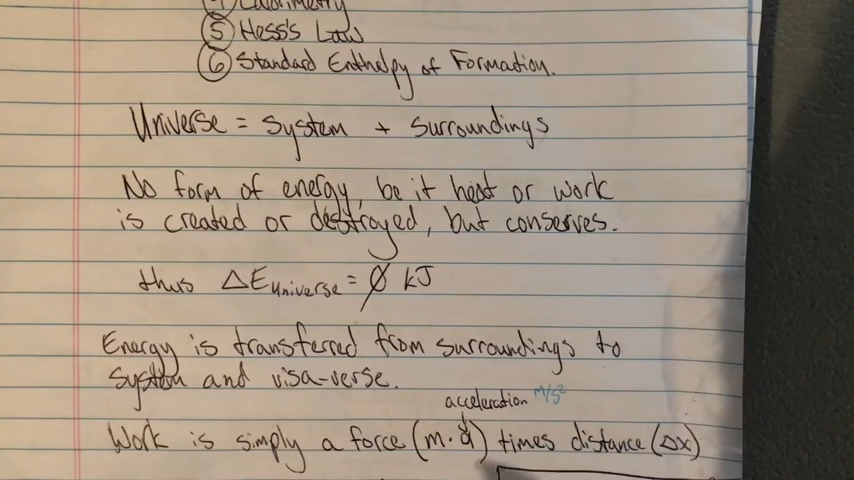 ④ Calorimetry
⑤ Hess's Law
⑥ Standard Enthalpy of Formation.
Universe = System + Surroundings
No form of energy, be it heat or work
is created or destroyed, but conserves.
thus ΔE universe = Ø kJ
Energy is transferred from surroundings to
system and visa-verse.
acceleration m/s²
Work is simply a force (m · a) times distance (Δx)